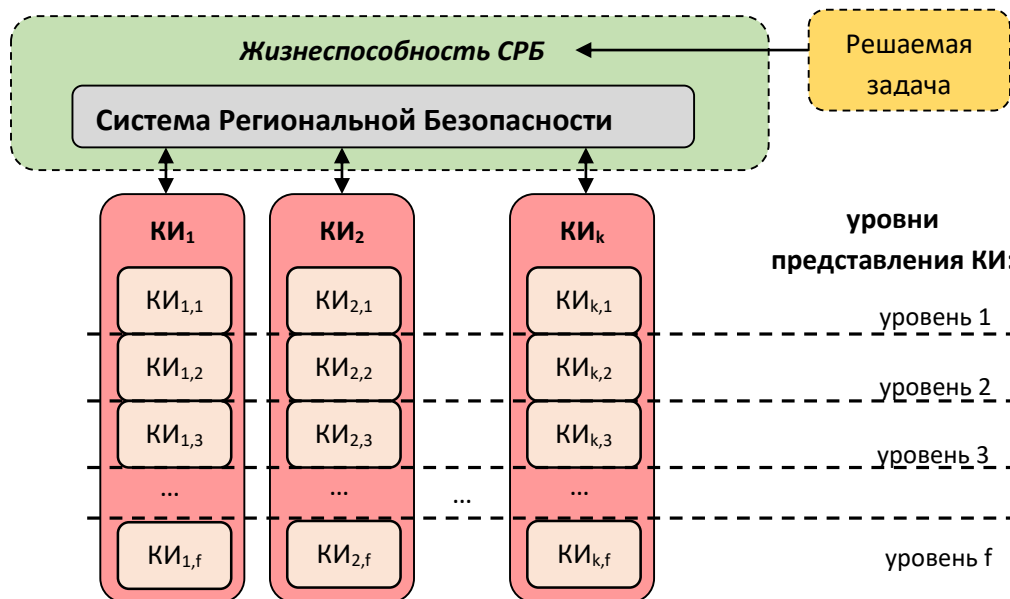 Жизнеспособность СРБ
Решаемая
задача
Система Региональной Безопасности
КИ₁ КИ₂ КИₖ
уровни
представления КИ:
КИ₁,₁ КИ₂,₁ КИₖ,₁
уровень 1
КИ₁,₂ КИ₂,₂ КИₖ,₂
уровень 2
КИ₁,₃ КИ₂,₃ КИₖ,₃
уровень 3
... ... ... ...
КИ1,f КИ2,f КИk,f
уровень f